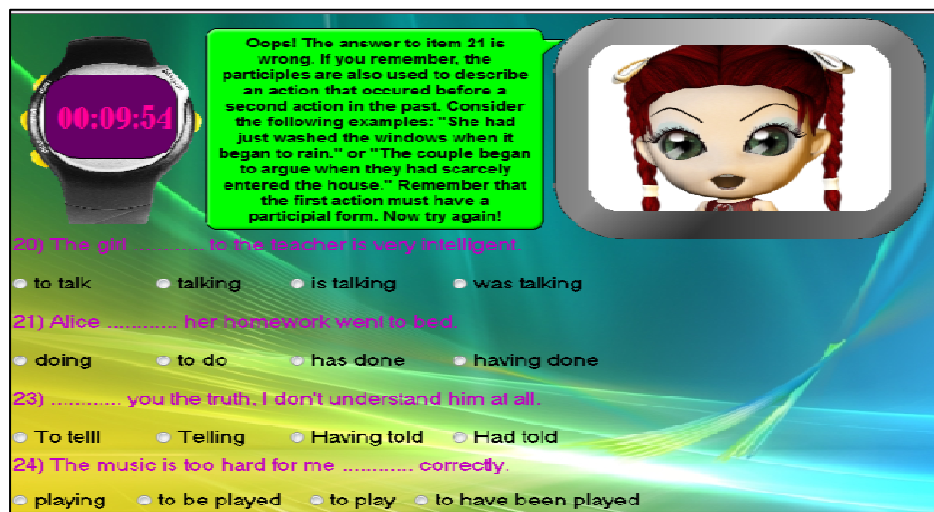 00:09:54
Oops! The answer to item 21 is
wrong. If you remember, the
participles are also used to describe
an action that occured before a
second action in the past. Consider
the following examples: "She had
just washed the windows when it
began to rain." or "The couple began
to argue when they had scarcely
entered the house." Remember that
the first action must have a
participial form. Now try again!
20) The girl ............ to the teacher is very intelligent.
to talk talking is talking was talking
21) Alice ............ her homework went to bed.
doing to do has done having done
23) ............ you the truth, I don't understand him at all.
To telll Telling Having told Had told
24) The music is too hard for me ............ correctly.
playing to be played to play to have been played